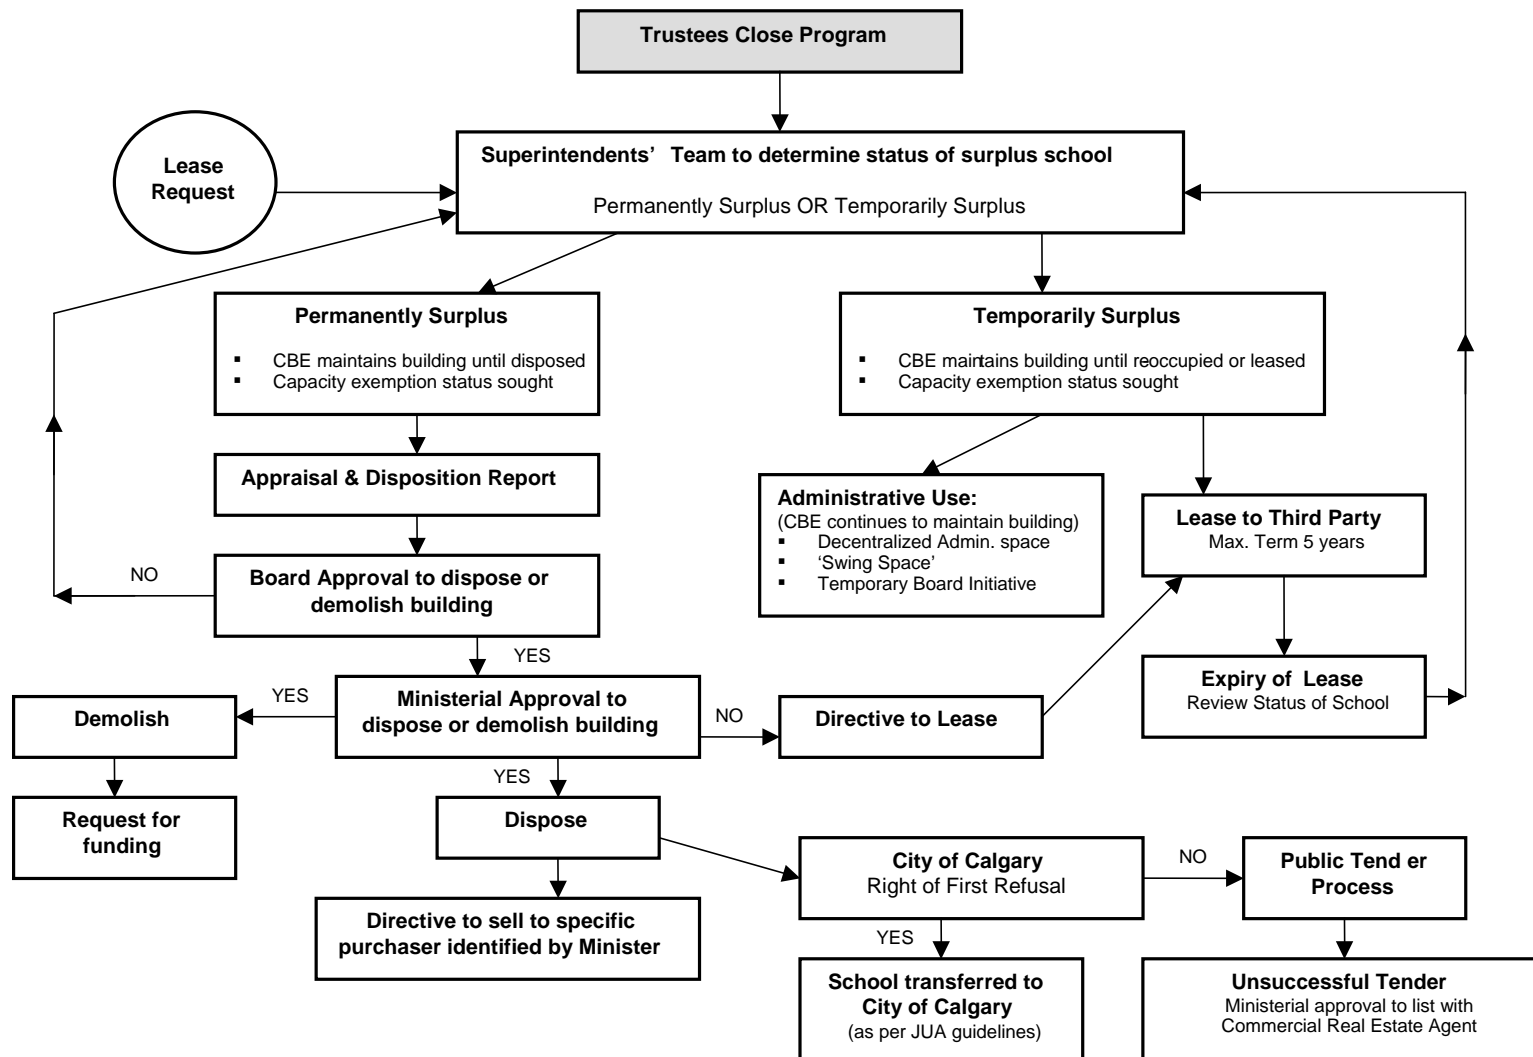 Trustees Close Program
Lease
Request
Superintendents’ Team to determine status of surplus school
Permanently Surplus OR Temporarily Surplus
Permanently Surplus
▪ CBE maintains building until disposed
▪ Capacity exemption status sought
Temporarily Surplus
▪ CBE maintains building until reoccupied or leased
▪ Capacity exemption status sought
Appraisal & Disposition Report
Administrative Use:
(CBE continues to maintain building)
▪ Decentralized Admin. space
▪ ‘Swing Space’
▪ Temporary Board Initiative
Lease to Third Party
Max. Term 5 years
NO
Board Approval to dispose or
demolish building
YES
Expiry of Lease
Review Status of School
YES
Demolish
Ministerial Approval to
dispose or demolish building
NO
Directive to Lease
YES
Request for
funding
Dispose
City of Calgary
Right of First Refusal
NO
Public Tend er
Process
Directive to sell to specific
purchaser identified by Minister
YES
School transferred to
City of Calgary
(as per JUA guidelines)
Unsuccessful Tender
Ministerial approval to list with
Commercial Real Estate Agent